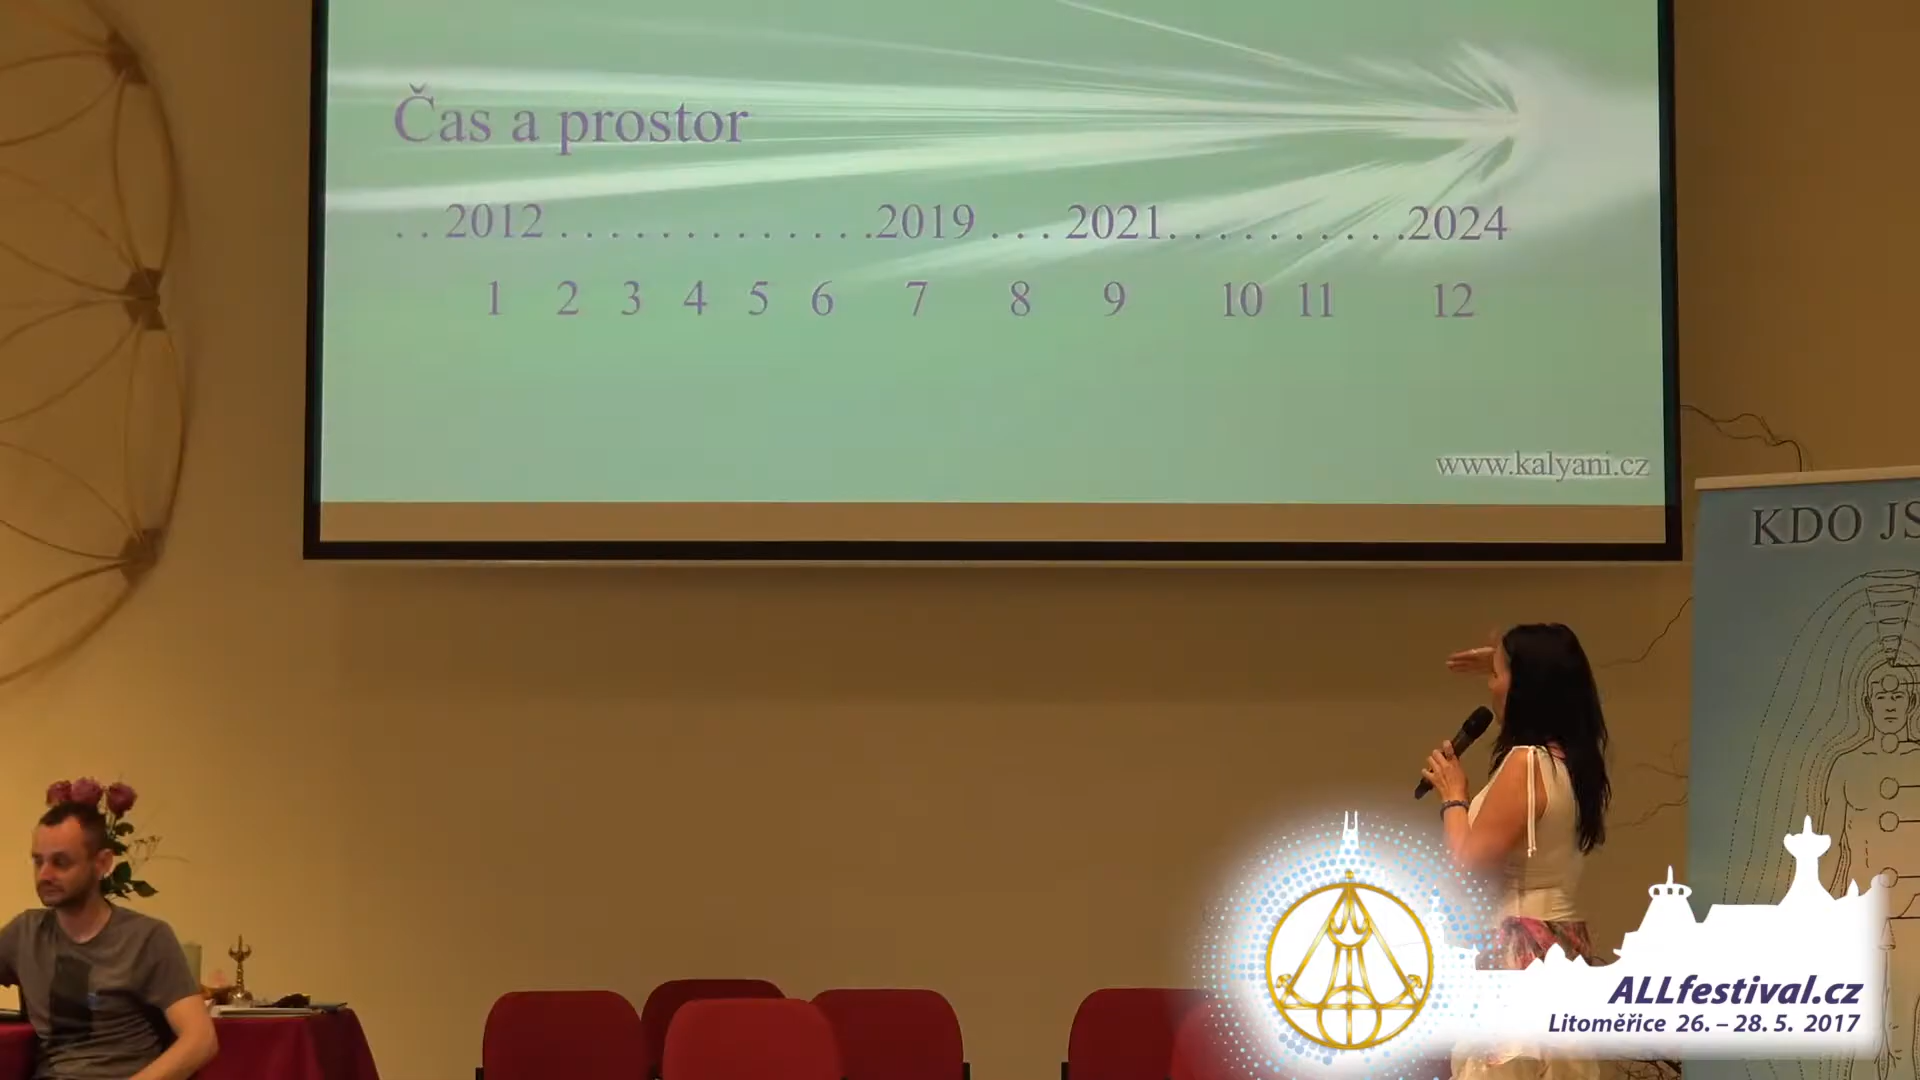 Čas a prostor
. . 2012 . . . . . . . . . . . . . .2019 . . . 2021. . . . . . . . . . .2024
1 2 3 4 5 6 7 8 9 10 11 12
www.kalyani.cz
KDO JS
ALLfestival.cz
Litoměřice 26. – 28. 5. 2017